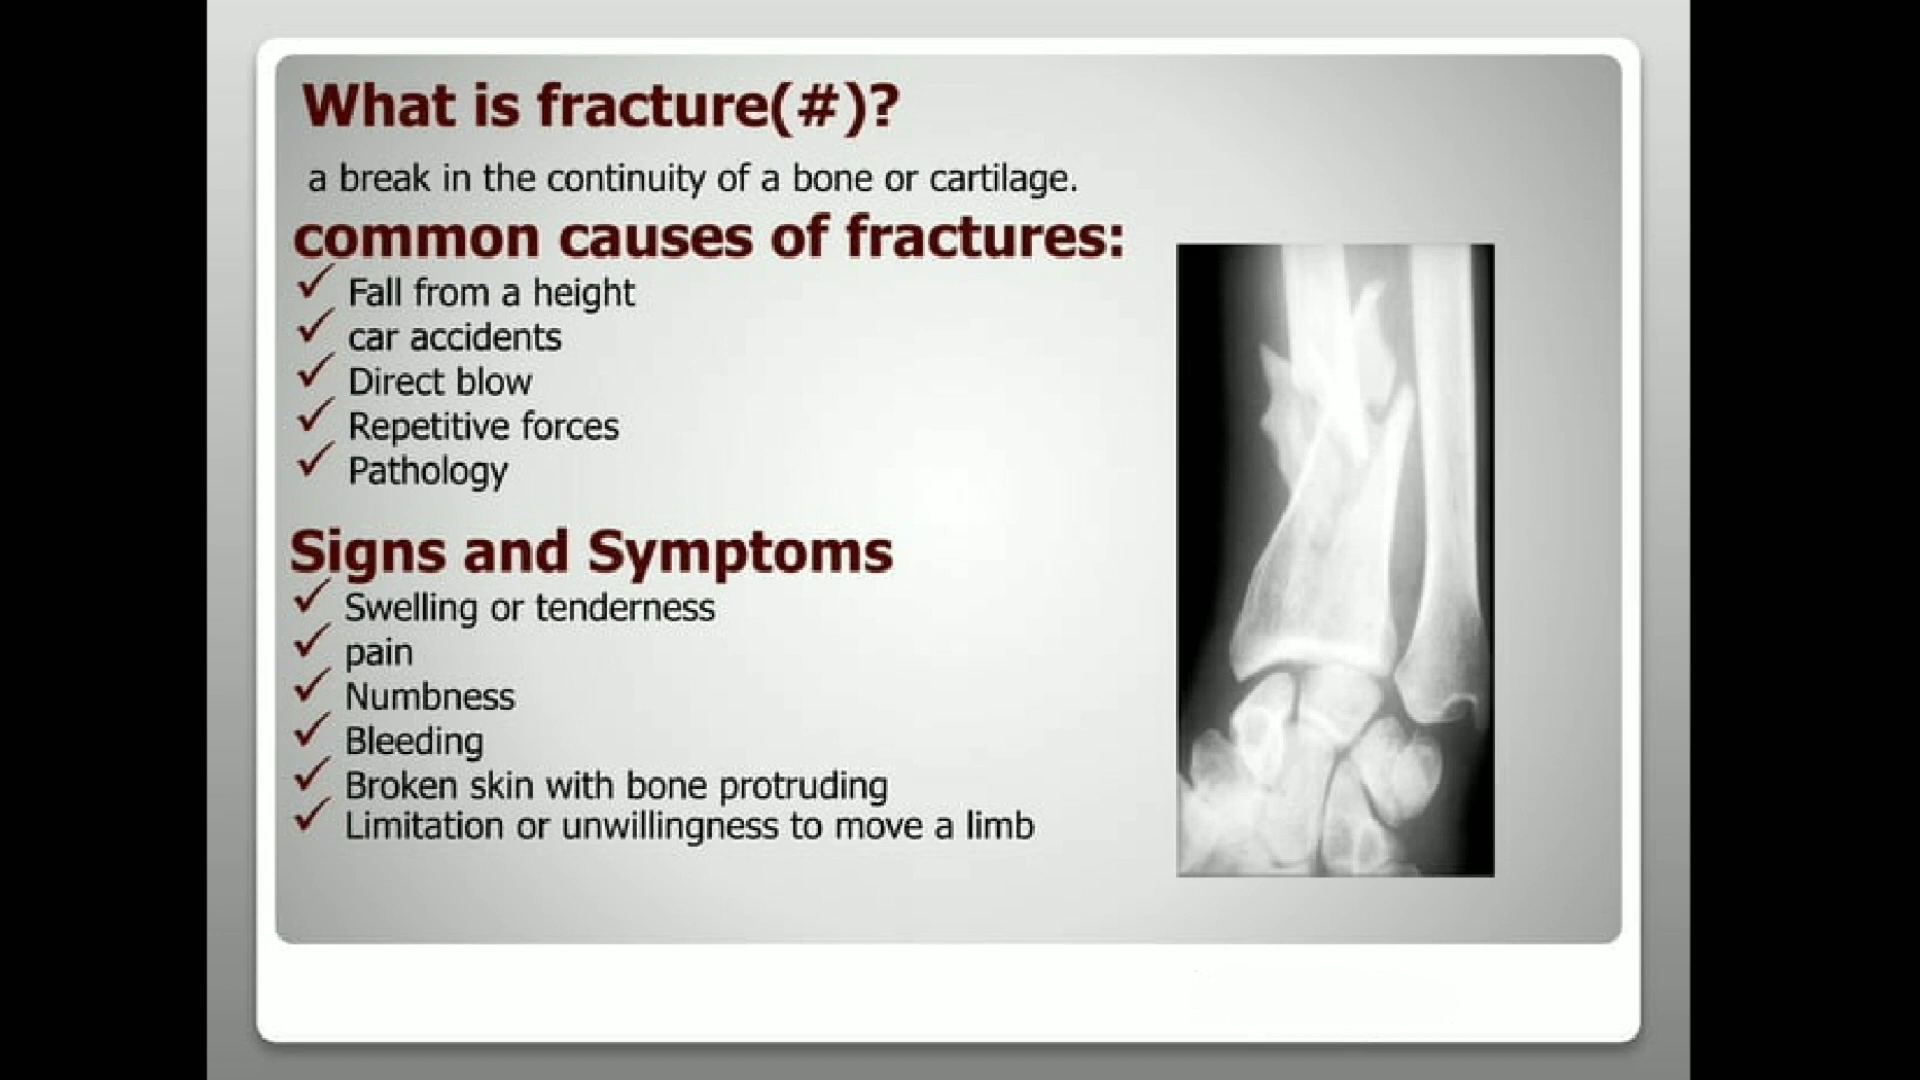 What is fracture(#)?
a break in the continuity of a bone or cartilage.
common causes of fractures:
✓ Fall from a height
✓ car accidents
✓ Direct blow
✓ Repetitive forces
✓ Pathology
Signs and Symptoms
✓ Swelling or tenderness
✓ pain
✓ Numbness
✓ Bleeding
✓ Broken skin with bone protruding
✓ Limitation or unwillingness to move a limb